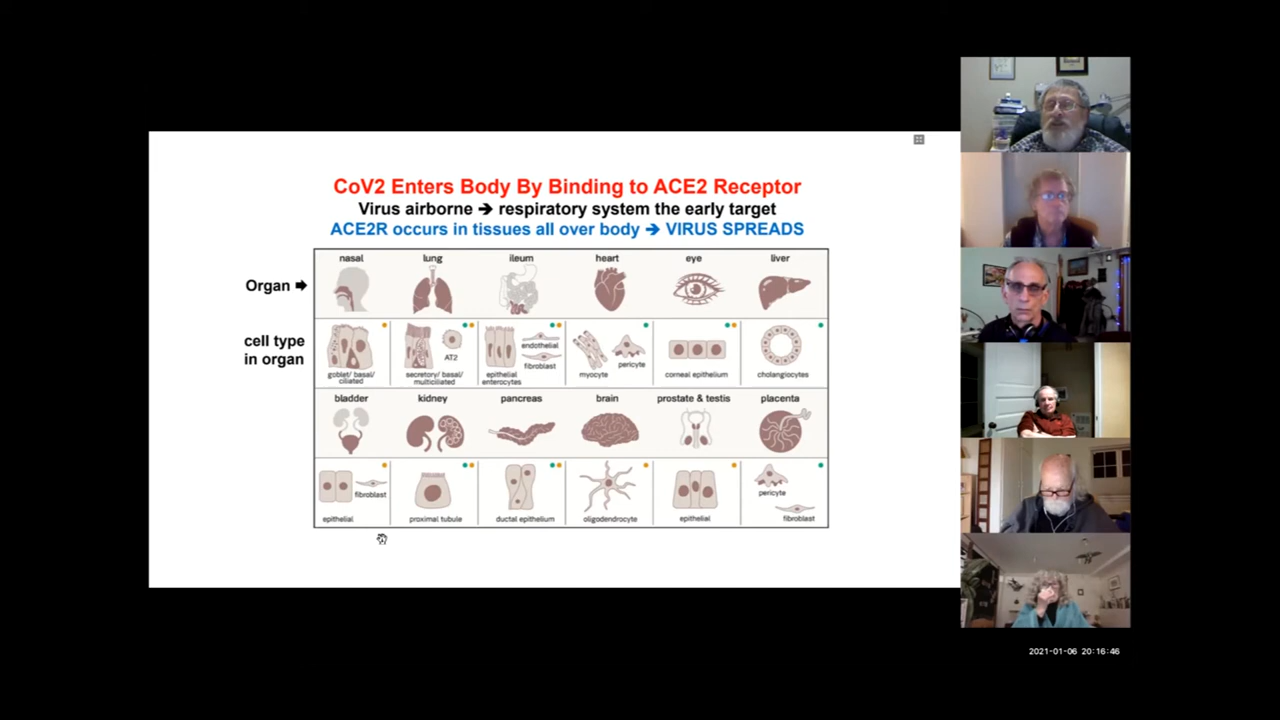 CoV2 Enters Body By Binding to ACE2 Receptor
Virus airborne → respiratory system the early target
ACE2R occurs in tissues all over body → VIRUS SPREADS
Organ →
nasal lung ileum heart eye liver
cell type
in organ
goblet/ basal/
ciliated
secretory/ basal/
multiciliated
AT2
epithelial
enterocytes
endothelial
fibroblast
myocyte
pericyte
corneal epithelium
cholangiocytes
bladder kidney pancreas brain prostate & testis placenta
epithelial
fibroblast
proximal tubule
ductal epithelium
oligodendrocyte
epithelial
pericyte
fibroblast
2021-01-06 20:16:46